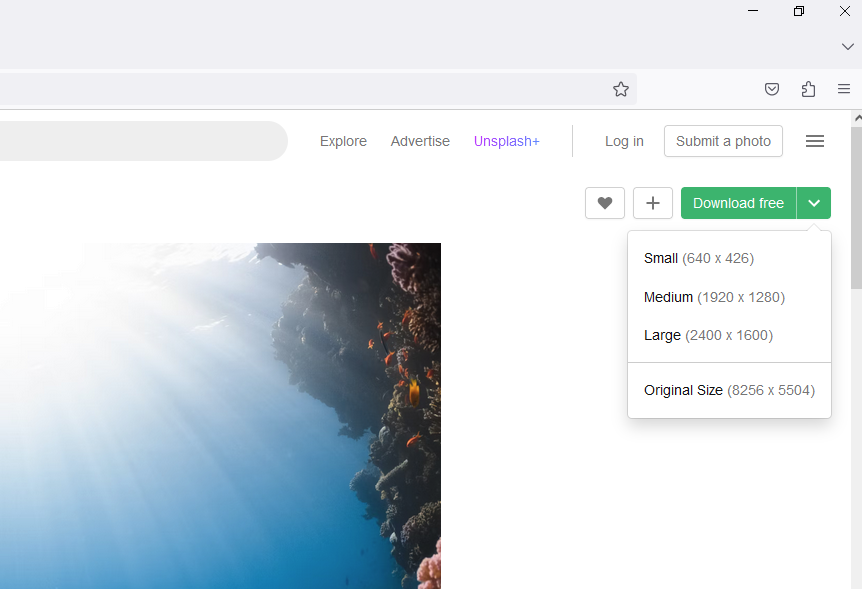 Explore Advertise Unsplash+ Log in Submit a photo
Download free
Small (640 x 426)
Medium (1920 x 1280)
Large (2400 x 1600)
Original Size (8256 x 5504)